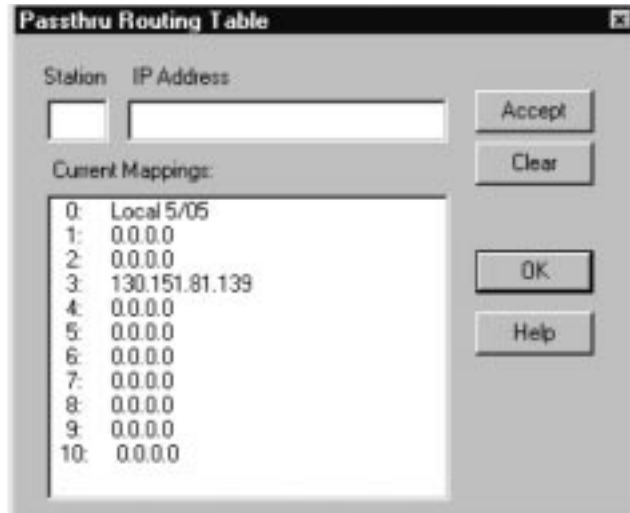 Passthru Routing Table
Station IP Address
Accept
Clear
Current Mappings:
0: Local 5/05
1: 0.0.0.0
2: 0.0.0.0
3: 130.151.81.139
4: 0.0.0.0
5: 0.0.0.0
6: 0.0.0.0
7: 0.0.0.0
8: 0.0.0.0
9: 0.0.0.0
10: 0.0.0.0
OK
Help